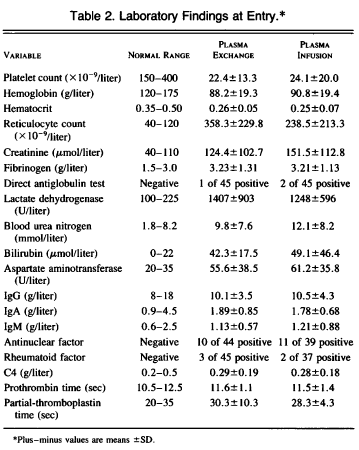 Table 2. Laboratory Findings at Entry.*
VARIABLE NORMAL RANGE PLASMA EXCHANGE PLASMA INFUSION
Platelet count (×10⁻⁹/liter) 150–400 22.4±13.3 24.1±20.0
Hemoglobin (g/liter) 120–175 88.2±19.3 90.8±19.4
Hematocrit 0.35–0.50 0.26±0.05 0.25±0.07
Reticulocyte count 40–120 358.3±229.8 238.5±213.3
(×10⁻⁹/liter)
Creatinine (μmol/liter) 40–110 124.4±102.7 151.5±112.8
Fibrinogen (g/liter) 1.5–3.0 3.23±1.31 3.21±1.13
Direct antiglobulin test Negative 1 of 45 positive 2 of 45 positive
Lactate dehydrogenase 100–225 1407±903 1248±596
(U/liter)
Blood urea nitrogen 1.8–8.2 9.8±7.6 12.1±8.2
(mmol/liter)
Bilirubin (μmol/liter) 0–22 42.3±17.5 49.1±46.4
Aspartate aminotransferase 20–35 55.6±38.5 61.2±35.8
(U/liter)
IgG (g/liter) 8–18 10.1±3.5 10.5±4.3
IgA (g/liter) 0.9–4.5 1.89±0.85 1.78±0.68
IgM (g/liter) 0.6–2.5 1.13±0.57 1.21±0.88
Antinuclear factor Negative 10 of 44 positive 11 of 39 positive
Rheumatoid factor Negative 3 of 45 positive 2 of 37 positive
C4 (g/liter) 0.2–0.5 0.29±0.19 0.28±0.18
Prothrombin time (sec) 10.5–12.5 11.6±1.1 11.5±1.4
Partial-thromboplastin 20–35 30.3±10.3 28.3±4.3
time (sec)
*Plus–minus values are means ±SD.